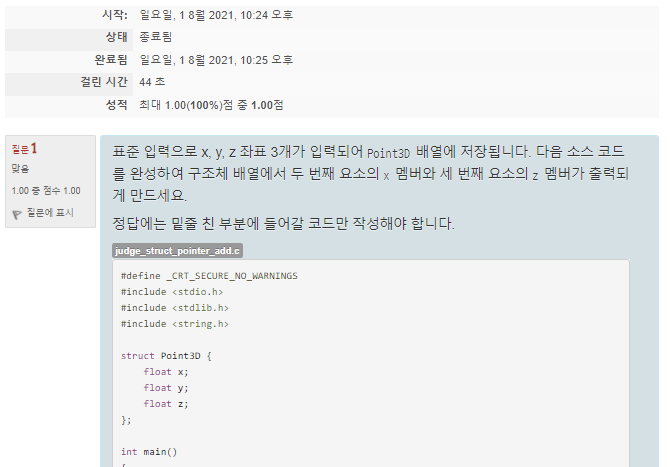 시작: 일요일, 1 8월 2021, 10:24 오후
상태 종료됨
완료됨 일요일, 1 8월 2021, 10:25 오후
걸린 시간 44 초
성적 최대 1.00(100%)점 중 1.00점
질문 1
맞음
1.00 중 점수 1.00
질문에 표시
표준 입력으로 x, y, z 좌표 3개가 입력되어 Point3D 배열에 저장됩니다. 다음 소스 코드
를 완성하여 구조체 배열에서 두 번째 요소의 x 멤버와 세 번째 요소의 z 멤버가 출력되
게 만드세요.
정답에는 밑줄 친 부분에 들어갈 코드만 작성해야 합니다.
judge_struct_pointer_add.c
#define _CRT_SECURE_NO_WARNINGS
#include <stdio.h>
#include <stdlib.h>
#include <string.h>
struct Point3D {
float x;
float y;
float z;
};
int main()